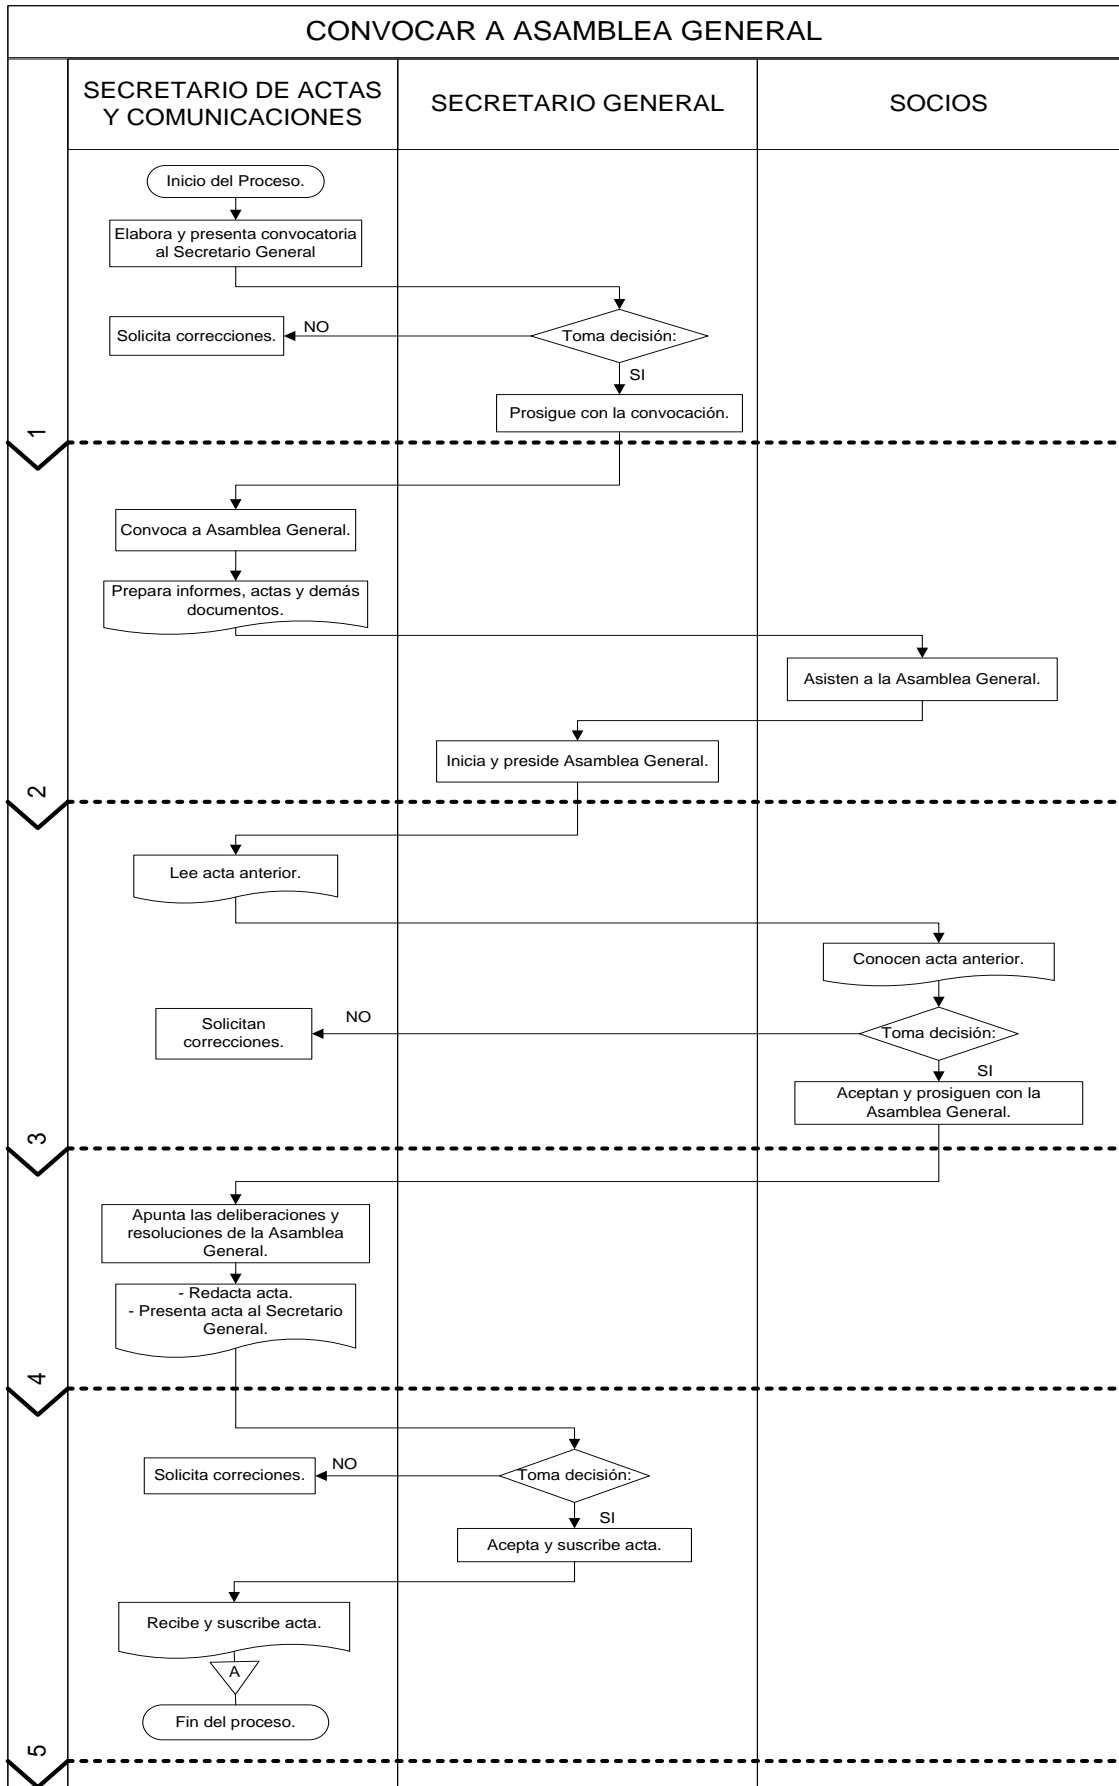 CONVOCAR A ASAMBLEA GENERAL
SECRETARIO DE ACTAS
Y COMUNICACIONES
SECRETARIO GENERAL
SOCIOS
Inicio del Proceso.
Elabora y presenta convocatoria
al Secretario General
Toma decisión:
NO
Solicita correcciones.
SI
Prosigue con la convocación.
1
Convoca a Asamblea General.
Prepara informes, actas y demás
documentos.
Asisten a la Asamblea General.
Inicia y preside Asamblea General.
2
Lee acta anterior.
Conocen acta anterior.
Toma decisión:
NO
Solicitan
correcciones.
SI
Aceptan y prosiguen con la
Asamblea General.
3
Apunta las deliberaciones y
resoluciones de la Asamblea
General.
- Redacta acta.
- Presenta acta al Secretario
General.
4
Toma decisión:
NO
Solicita correciones.
SI
Acepta y suscribe acta.
Recibe y suscribe acta.
A
Fin del proceso.
5